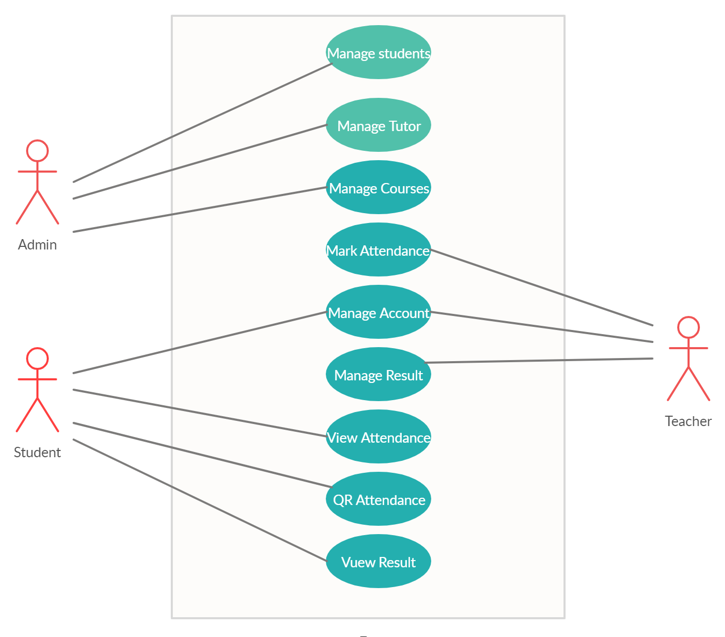 Manage students
Manage Tutor
Manage Courses
Admin
Mark Attendance
Manage Account
Manage Result
Teacher
View Attendance
Student
QR Attendance
Vuew Result